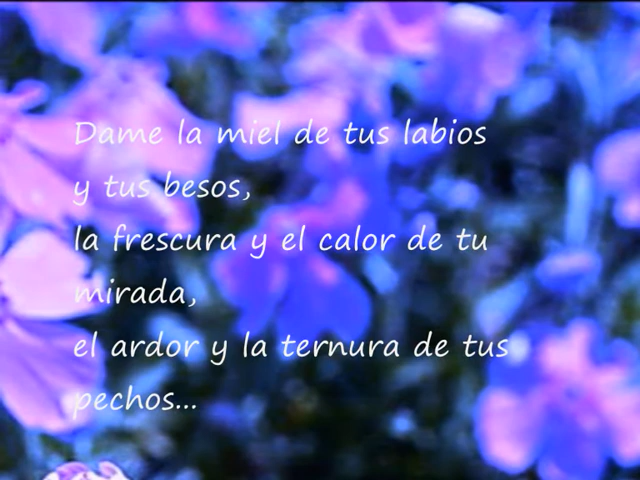 Dame la miel de tus labios
y tus besos,
la frescura y el calor de tu
mirada,
el ardor y la ternura de tus
pechos...